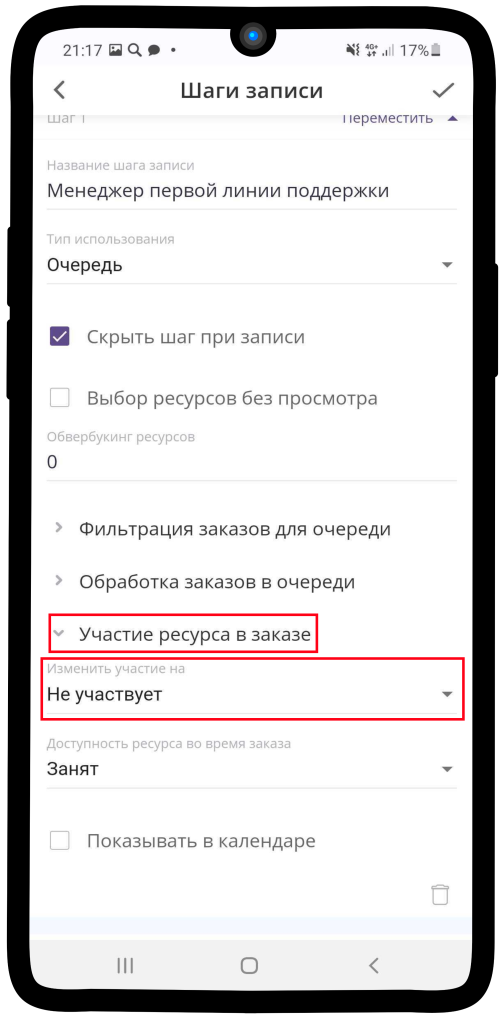 21:17 4G+ 17%
Шаги записи
Шаг 1 Переместить
Название шага записи
Менеджер первой линии поддержки
Тип использования
Очередь
Скрыть шаг при записи
Выбор ресурсов без просмотра
Обвербукинг ресурсов
0
Фильтрация заказов для очереди
Обработка заказов в очереди
Участие ресурса в заказе
Изменить участие на
Не участвует
Доступность ресурса во время заказа
Занят
Показывать в календаре